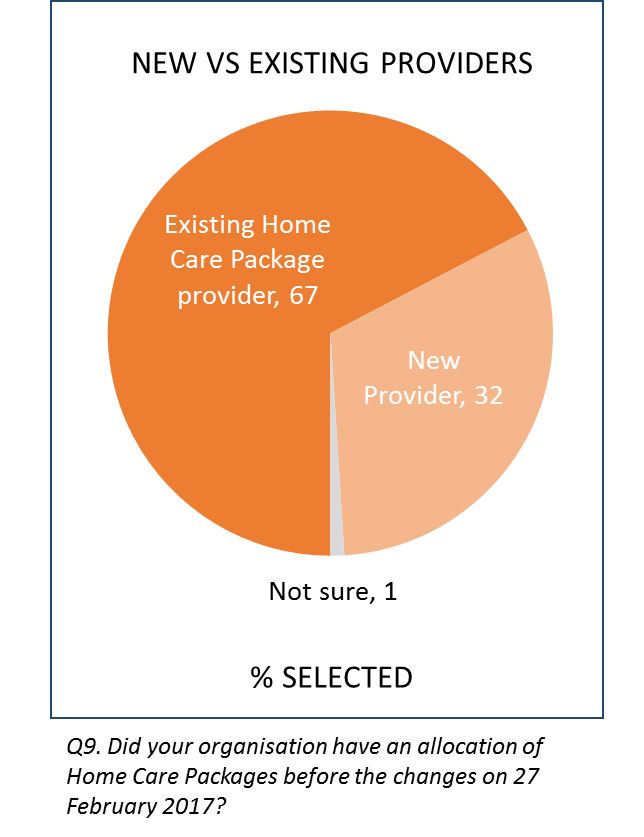 NEW VS EXISTING PROVIDERS
Existing Home
Care Package
provider, 67
New
Provider, 32
Not sure, 1
% SELECTED
Q9. Did your organisation have an allocation of
Home Care Packages before the changes on 27
February 2017?